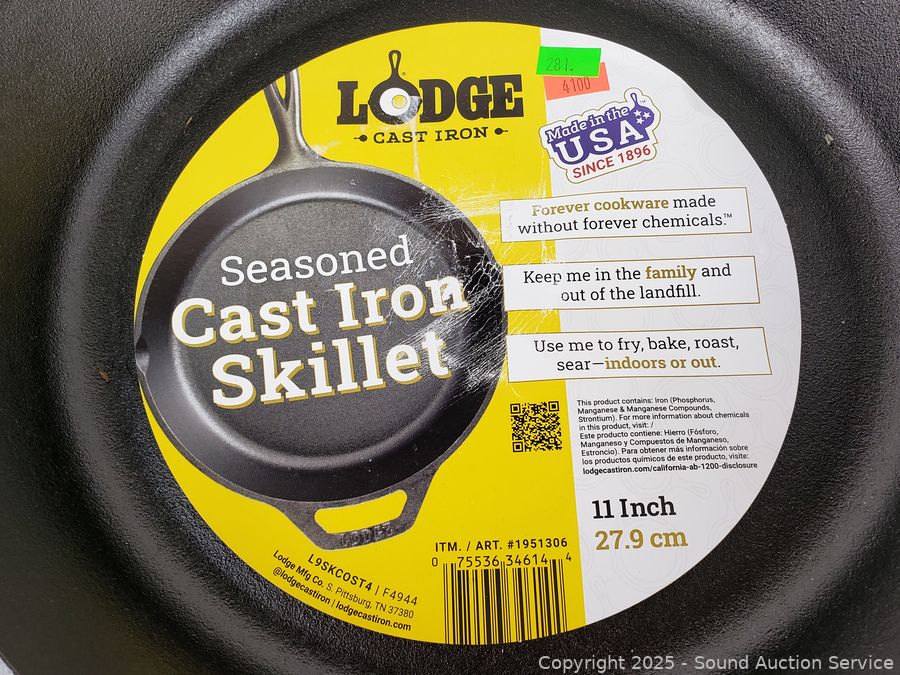 LODGE
CAST IRON
281.
4100
Made in the
USA
SINCE 1896
Forever cookware made
without forever chemicals.™
Keep me in the family and
out of the landfill.
Use me to fry, bake, roast,
sear—indoors or out.
Seasoned
Cast Iron
Skillet
This product contains: Iron (Phosphorus,
Manganese & Manganese Compounds,
Strontium). For more information about chemicals
in this product, visit: /
Este producto contiene: Hierro (Fósforo,
Manganeso y Compuestos de Manganeso,
Estroncio). Para obtener más información sobre
los productos químicos de este producto, visite:
lodgecastiron.com/california-ab-1200-disclosure
11 Inch
27.9 cm
LODGE
L9SKCOST4 | F4944
Lodge Mfg Co. S. Pittsburg, TN 37380
@lodgecastiron | lodgecastiron.com
ITM. / ART. #1951306
0 75536 34614 4
Copyright 2025 - Sound Auction Service